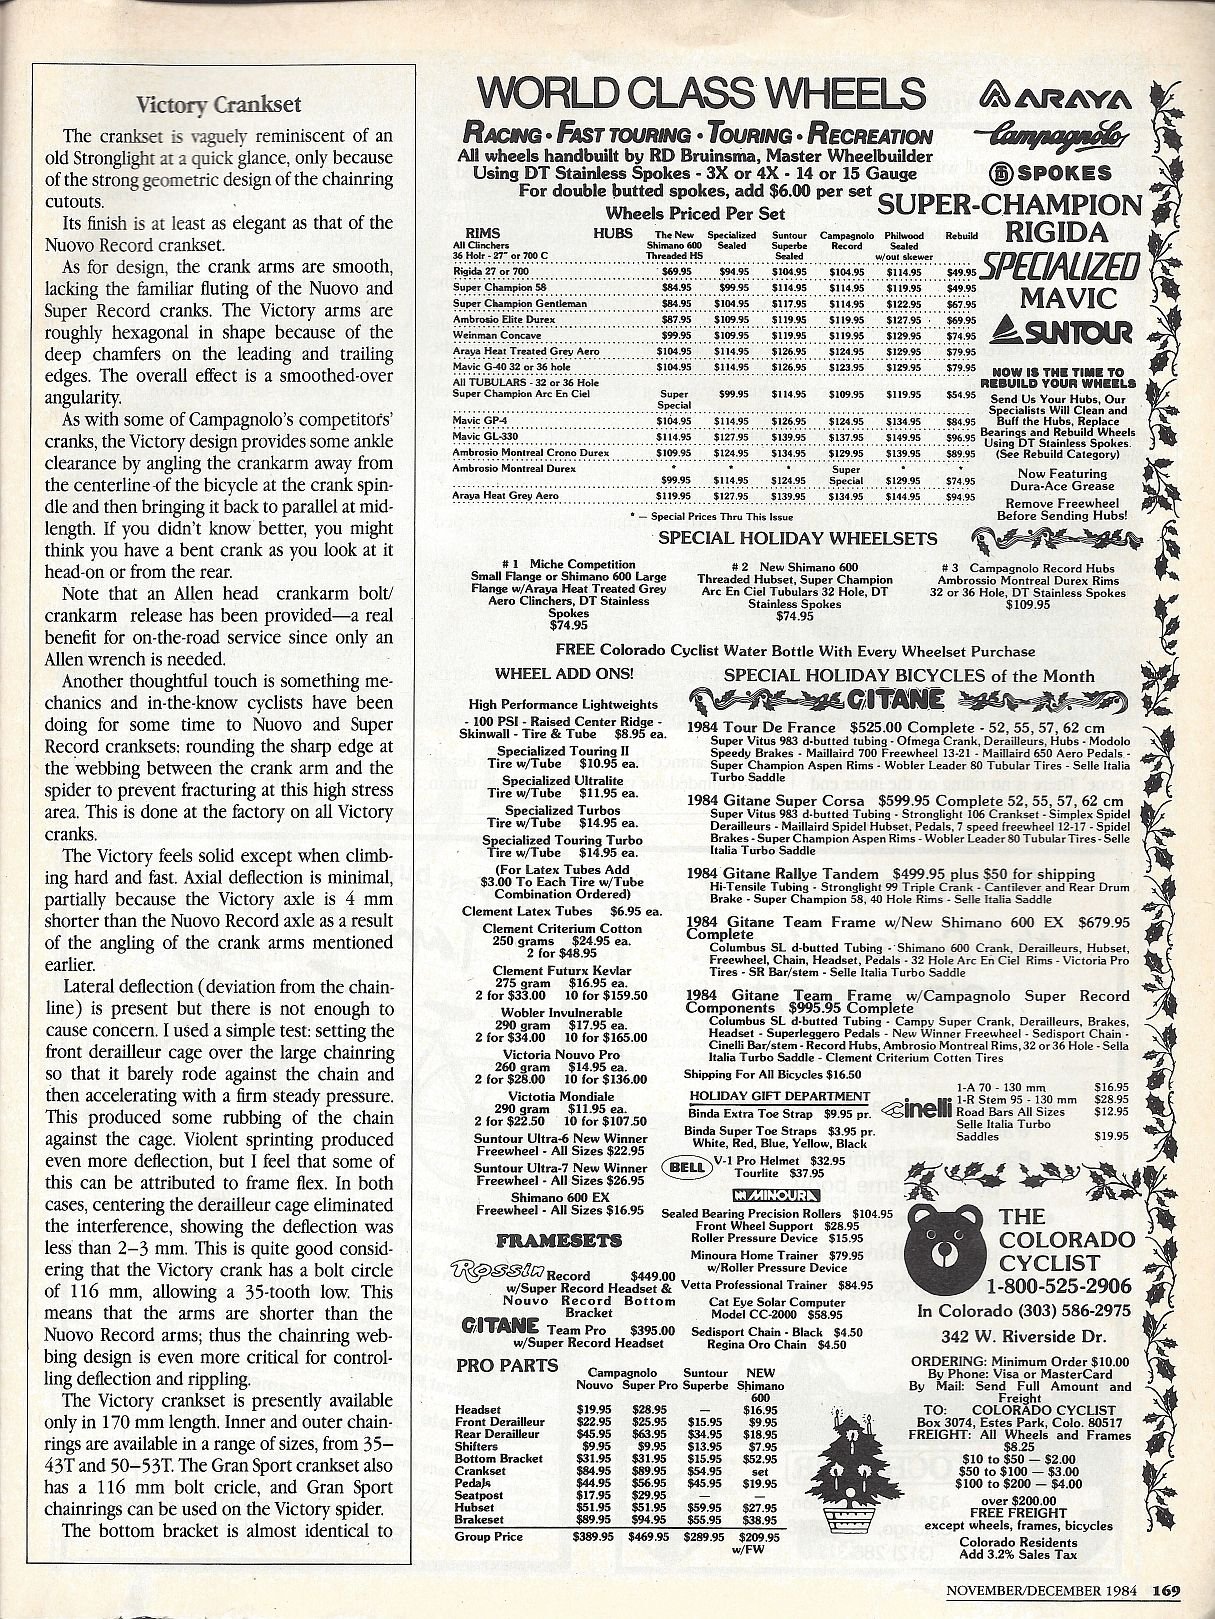 Victory Crankset
The crankset is vaguely reminiscent of an
old Stronglight at a quick glance, only because
of the strong geometric design of the chainring
cutouts.
Its finish is at least as elegant as that of the
Nuovo Record crankset.
As for design, the crank arms are smooth,
lacking the familiar fluting of the Nuovo and
Super Record cranks. The Victory arms are
roughly hexagonal in shape because of the
deep chamfers on the leading and trailing
edges. The overall effect is a smoothed-over
angularity.
As with some of Campagnolo's competitors'
cranks, the Victory design provides some ankle
clearance by angling the crankarm away from
the centerline of the bicycle at the crank spin-
dle and then bringing it back to parallel at mid-
length. If you didn't know better, you might
think you have a bent crank as you look at it
head-on or from the rear.
Note that an Allen head crankarm bolt/
crankarm release has been provided—a real
benefit for on-the-road service since only an
Allen wrench is needed.
Another thoughtful touch is something me-
chanics and in-the-know cyclists have been
doing for some time to Nuovo and Super
Record cranksets: rounding the sharp edge at
the webbing between the crank arm and the
spider to prevent fracturing at this high stress
area. This is done at the factory on all Victory
cranks.
The Victory feels solid except when climb-
ing hard and fast. Axial deflection is minimal,
partially because the Victory axle is 4 mm
shorter than the Nuovo Record axle as a result
of the angling of the crank arms mentioned
earlier.
Lateral deflection (deviation from the chain-
line) is present but there is not enough to
cause concern. I used a simple test: setting the
front derailleur cage over the large chainring
so that it barely rode against the chain and
then accelerating with a firm steady pressure.
This produced some rubbing of the chain
against the cage. Violent sprinting produced
even more deflection, but I feel that some of
this can be attributed to frame flex. In both
cases, centering the derailleur cage eliminated
the interference, showing the deflection was
less than 2–3 mm. This is quite good consid-
ering that the Victory crank has a bolt circle
of 116 mm, allowing a 35-tooth low. This
means that the arms are shorter than the
Nuovo Record arms; thus the chainring web-
bing design is even more critical for control-
ling deflection and rippling.
The Victory crankset is presently available
only in 170 mm length. Inner and outer chain-
rings are available in a range of sizes, from 35–
43T and 50–53T. The Gran Sport crankset also
has a 116 mm bolt cricle, and Gran Sport
chainrings can be used on the Victory spider.
The bottom bracket is almost identical to
WORLD CLASS WHEELS
RACING • FAST TOURING • TOURING • RECREATION
All wheels handbuilt by RD Bruinsma, Master Wheelbuilder
Using DT Stainless Spokes - 3X or 4X - 14 or 15 Gauge
For double butted spokes, add $6.00 per set
Wheels Priced Per Set
RIMS HUBS The New Specialized Suntour Campagnolo Philwood Rebuild
All Clinchers Shimano 600 Sealed Superbe Record Sealed
36 Holr - 27" or 700 C Threaded HS Sealed w/out skewer
Rigida 27 or 700 $69.95 $94.95 $104.95 $104.95 $114.95 $49.95
Super Champion 58 $84.95 $99.95 $114.95 $114.95 $119.95 $49.95
Super Champion Gentleman $84.95 $104.95 $117.95 $114.95 $122.95 $67.95
Ambrosio Elite Durex $87.95 $109.95 $119.95 $119.95 $127.95 $69.95
Weinman Concave $99.95 $109.95 $119.95 $119.95 $129.95 $74.95
Araya Heat Treated Grey Aero $104.95 $114.95 $126.95 $124.95 $129.95 $79.95
Mavic G-40 32 or 36 hole $104.95 $114.95 $126.95 $123.95 $129.95 $79.95
All TUBULARS - 32 or 36 Hole
Super Champion Arc En Ciel Super $99.95 $114.95 $109.95 $119.95 $54.95
Special
Mavic GP-4 $104.95 $114.95 $126.95 $124.95 $134.95 $84.95
Mavic GL-330 $114.95 $127.95 $139.95 $137.95 $149.95 $96.95
Ambrosio Montreal Crono Durex $109.95 $124.95 $134.95 $129.95 $139.95 $89.95
Ambrosio Montreal Durex * * * Super * *
$99.95 $114.95 $124.95 Special $129.95 $74.95
Araya Heat Grey Aero $119.95 $127.95 $139.95 $134.95 $144.95 $94.95
* — Special Prices Thru This Issue
ARAYA
Campagnolo
SPOKES
SUPER-CHAMPION
RIGIDA
SPECIALIZED
MAVIC
SUNTOUR
NOW IS THE TIME TO
REBUILD YOUR WHEELS
Send Us Your Hubs, Our
Specialists Will Clean and
Buff the Hubs, Replace
Bearings and Rebuild Wheels
Using DT Stainless Spokes.
(See Rebuild Category)
Now Featuring
Dura-Ace Grease
Remove Freewheel
Before Sending Hubs!
SPECIAL HOLIDAY WHEELSETS
# 1 Miche Competition
Small Flange or Shimano 600 Large
Flange w/Araya Heat Treated Grey
Aero Clinchers, DT Stainless
Spokes
$74.95
# 2 New Shimano 600
Threaded Hubset, Super Champion
Arc En Ciel Tubulars 32 Hole, DT
Stainless Spokes
$74.95
# 3 Campagnolo Record Hubs
Ambrossio Montreal Durex Rims
32 or 36 Hole, DT Stainless Spokes
$109.95
FREE Colorado Cyclist Water Bottle With Every Wheelset Purchase
WHEEL ADD ONS!
High Performance Lightweights
- 100 PSI - Raised Center Ridge -
Skinwall - Tire & Tube $8.95 ea.
Specialized Touring II
Tire w/Tube $10.95 ea.
Specialized Ultralite
Tire w/Tube $11.95 ea.
Specialized Turbos
Tire w/Tube $14.95 ea.
Specialized Touring Turbo
Tire w/Tube $14.95 ea.
(For Latex Tubes Add
$3.00 To Each Tire w/Tube
Combination Ordered)
Clement Latex Tubes $6.95 ea.
Clement Criterium Cotton
250 grams $24.95 ea.
2 for $48.95
Clement Futurx Kevlar
275 gram $16.95 ea.
2 for $33.00 10 for $159.50
Wobler Invulnerable
290 gram $17.95 ea.
2 for $34.00 10 for $165.00
Victoria Nouvo Pro
260 gram $14.95 ea.
2 for $28.00 10 for $136.00
Victotia Mondiale
290 gram $11.95 ea.
2 for $22.50 10 for $107.50
Suntour Ultra-6 New Winner
Freewheel - All Sizes $22.95
Suntour Ultra-7 New Winner
Freewheel - All Sizes $26.95
Shimano 600 EX
Freewheel - All Sizes $16.95
FRAMESETS
Rossin Record $449.00
w/Super Record Headset &
Nouvo Record Bottom
Bracket
GITANE Team Pro $395.00
w/Super Record Headset
SPECIAL HOLIDAY BICYCLES of the Month
GITANE
1984 Tour De France $525.00 Complete - 52, 55, 57, 62 cm
Super Vitus 983 d-butted tubing - Ofmega Crank, Derailleurs, Hubs - Modolo
Speedy Brakes - Maillaird 700 Freewheel 13-21 - Maillaird 650 Aero Pedals -
Super Champion Aspen Rims - Wobler Leader 80 Tubular Tires - Selle Italia
Turbo Saddle
1984 Gitane Super Corsa $599.95 Complete 52, 55, 57, 62 cm
Super Vitus 983 d-butted Tubing - Stronglight 106 Crankset - Simplex Spidel
Derailleurs - Maillaird Spidel Hubset, Pedals, 7 speed freewheel 12-17 - Spidel
Brakes - Super Champion Aspen Rims - Wobler Leader 80 Tubular Tires - Selle
Italia Turbo Saddle
1984 Gitane Rallye Tandem $499.95 plus $50 for shipping
Hi-Tensile Tubing - Stronglight 99 Triple Crank - Cantilever and Rear Drum
Brake - Super Champion 58, 40 Hole Rims - Selle Italia Saddle
1984 Gitane Team Frame w/New Shimano 600 EX $679.95
Complete
Columbus SL d-butted Tubing - Shimano 600 Crank, Derailleurs, Hubset,
Freewheel, Chain, Headset, Pedals - 32 Hole Arc En Ciel Rims - Victoria Pro
Tires - SR Bar/stem - Selle Italia Turbo Saddle
1984 Gitane Team Frame w/Campagnolo Super Record
Components $995.95 Complete
Columbus SL d-butted Tubing - Campy Super Crank, Derailleurs, Brakes,
Headset - Superleggero Pedals - New Winner Freewheel - Sedisport Chain -
Cinelli Bar/stem - Record Hubs, Ambrosio Montreal Rims, 32 or 36 Hole - Sella
Italia Turbo Saddle - Clement Criterium Cotten Tires
Shipping For All Bicycles $16.50
HOLIDAY GIFT DEPARTMENT
Binda Extra Toe Strap $9.95 pr.
Binda Super Toe Straps $3.95 pr.
White, Red, Blue, Yellow, Black
BELL V-1 Pro Helmet $32.95
Tourlite $37.95
cinelli
1-A 70 - 130 mm $16.95
1-R Stem 95 - 130 mm $28.95
Road Bars All Sizes $12.95
Selle Italia Turbo
Saddles $19.95
MINOURA
Sealed Bearing Precision Rollers $104.95
Front Wheel Support $28.95
Roller Pressure Device $15.95
Minoura Home Trainer $79.95
w/Roller Pressure Device
Vetta Professional Trainer $84.95
Cat Eye Solar Computer
Model CC-2000 $58.95
Sedisport Chain - Black $4.50
Regina Oro Chain $4.50
PRO PARTS
Campagnolo Suntour NEW
Nouvo Super Pro Superbe Shimano
600
Headset $19.95 $28.95 — $16.95
Front Derailleur $22.95 $25.95 $15.95 $9.95
Rear Derailleur $45.95 $63.95 $34.95 $18.95
Shifters $9.95 $9.95 $13.95 $7.95
Bottom Bracket $31.95 $31.95 $15.95 $52.95
Crankset $84.95 $89.95 $54.95 set
Pedals $44.95 $56.95 $45.95 $19.95
Seatpost $17.95 $29.95 — —
Hubset $51.95 $51.95 $59.95 $27.95
Brakeset $89.95 $94.95 $55.95 $38.95
Group Price $389.95 $469.95 $289.95 $209.95
w/FW
THE
COLORADO
CYCLIST
1-800-525-2906
In Colorado (303) 586-2975
342 W. Riverside Dr.
ORDERING: Minimum Order $10.00
By Phone: Visa or MasterCard
By Mail: Send Full Amount and
Freight
TO: COLORADO CYCLIST
Box 3074, Estes Park, Colo. 80517
FREIGHT: All Wheels and Frames
$8.25
$10 to $50 — $2.00
$50 to $100 — $3.00
$100 to $200 — $4.00
over $200.00
FREE FREIGHT
except wheels, frames, bicycles
Colorado Residents
Add 3.2% Sales Tax
NOVEMBER/DECEMBER 1984 169